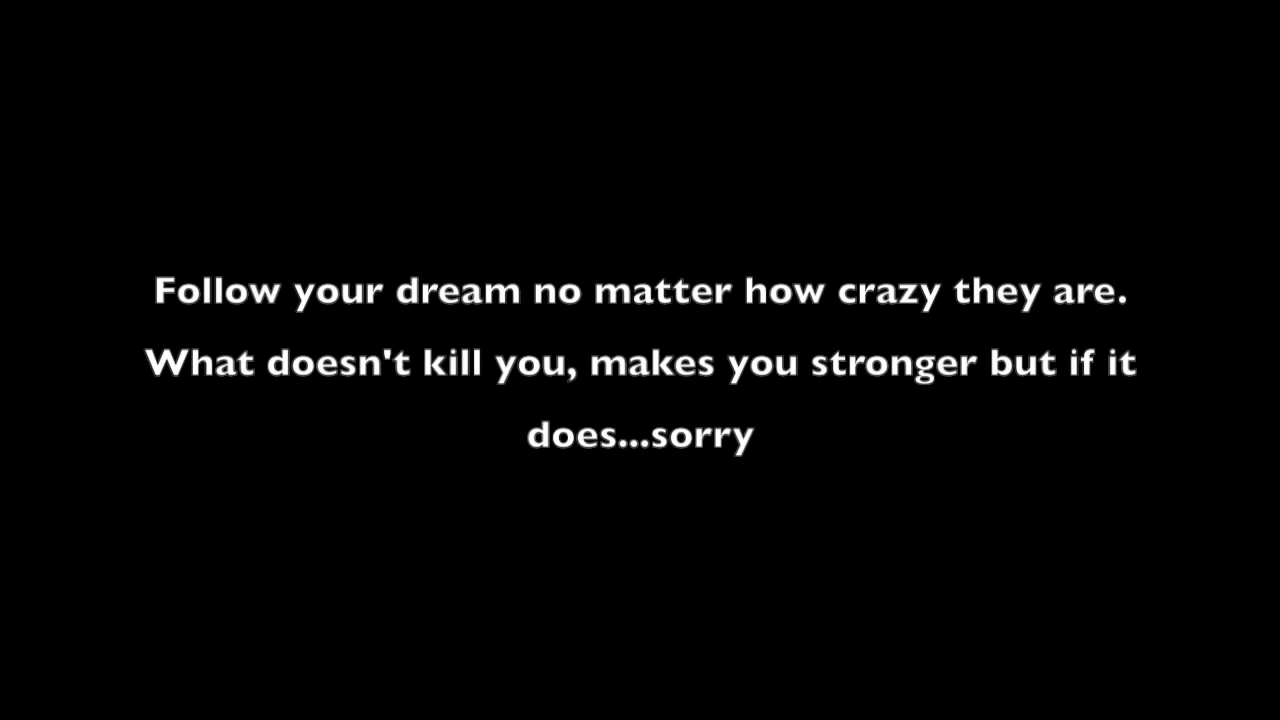 Follow your dream no matter how crazy they are.
What doesn't kill you, makes you stronger but if it
does...sorry